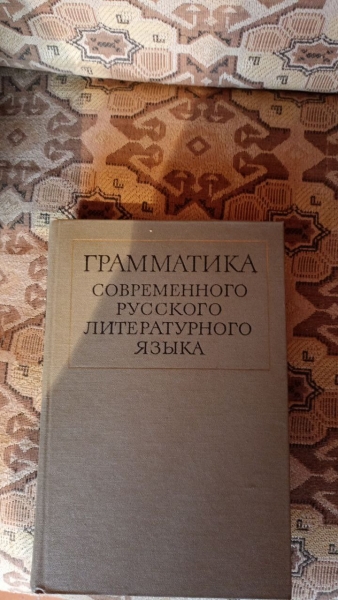 ГРАММАТИКА
СОВРЕМЕННОГО
РУССКОГО
ЛИТЕРАТУРНОГО
ЯЗЫКА